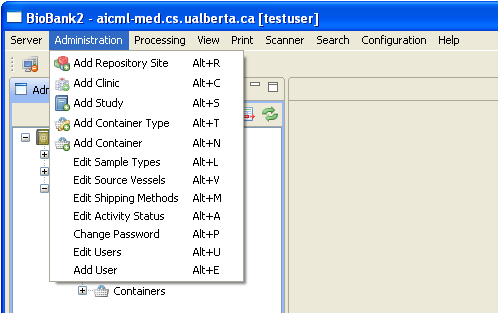 BioBank2 - aicml-med.cs.ualberta.ca [testuser]
Server Administration Processing View Print Scanner Search Configuration Help
Adm
Add Repository Site Alt+R
Add Clinic Alt+C
Add Study Alt+S
Add Container Type Alt+T
Add Container Alt+N
Edit Sample Types Alt+L
Edit Source Vessels Alt+V
Edit Shipping Methods Alt+M
Edit Activity Status Alt+A
Change Password Alt+P
Edit Users Alt+U
Add User Alt+E
Containers